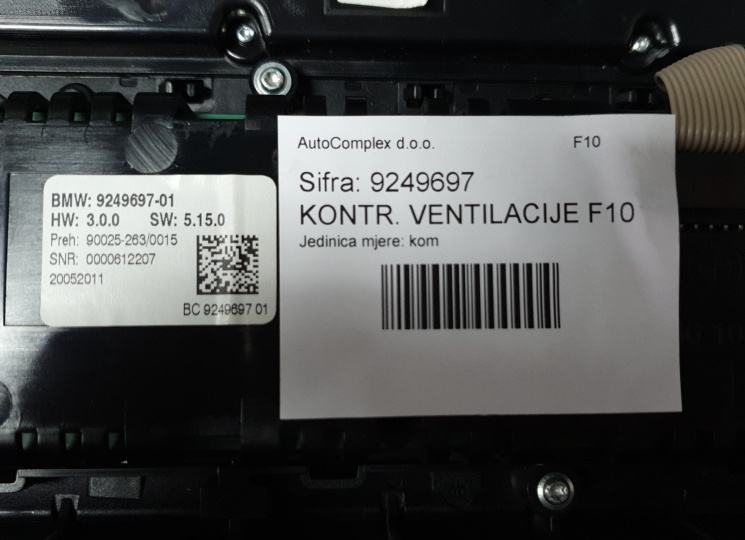 BMW: 9249697-01
HW: 3.0.0 SW: 5.15.0
Preh: 90025-263/0015
SNR: 0000612207
20052011
BC 9249697 01
AutoComplex d.o.o. F10
Sifra: 9249697
KONTR. VENTILACIJE F10
Jedinica mjere: kom